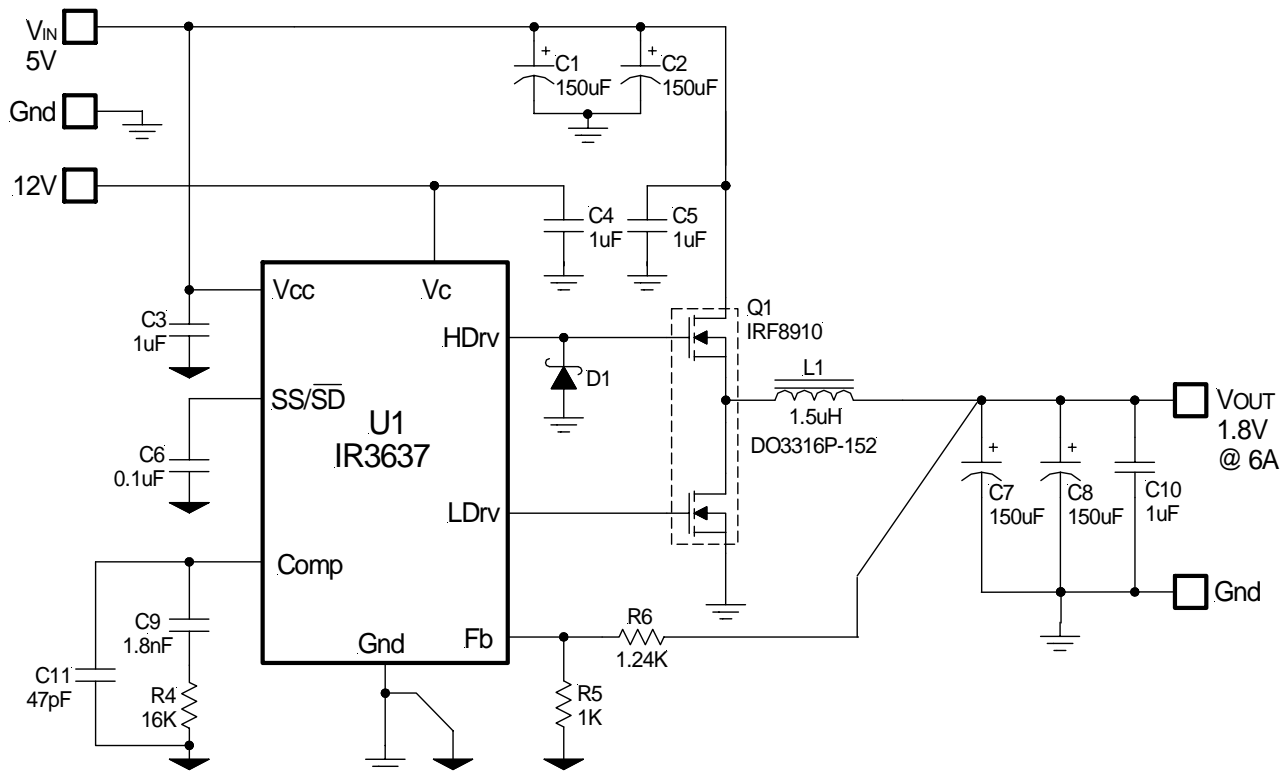 VIN
5V
C1
150uF
C2
150uF
Gnd
12V
C4
1uF
C5
1uF
Vcc
Vc
Q1
IRF8910
C3
1uF
HDrv
D1
L1
1.5uH
DO3316P-152
SS/SD
U1
IR3637
VOUT
1.8V
@ 6A
C6
0.1uF
LDrv
C7
150uF
C8
150uF
C10
1uF
Comp
Gnd
C9
1.8nF
R6
1.24K
Gnd
Fb
C11
47pF
R4
16K
R5
1K